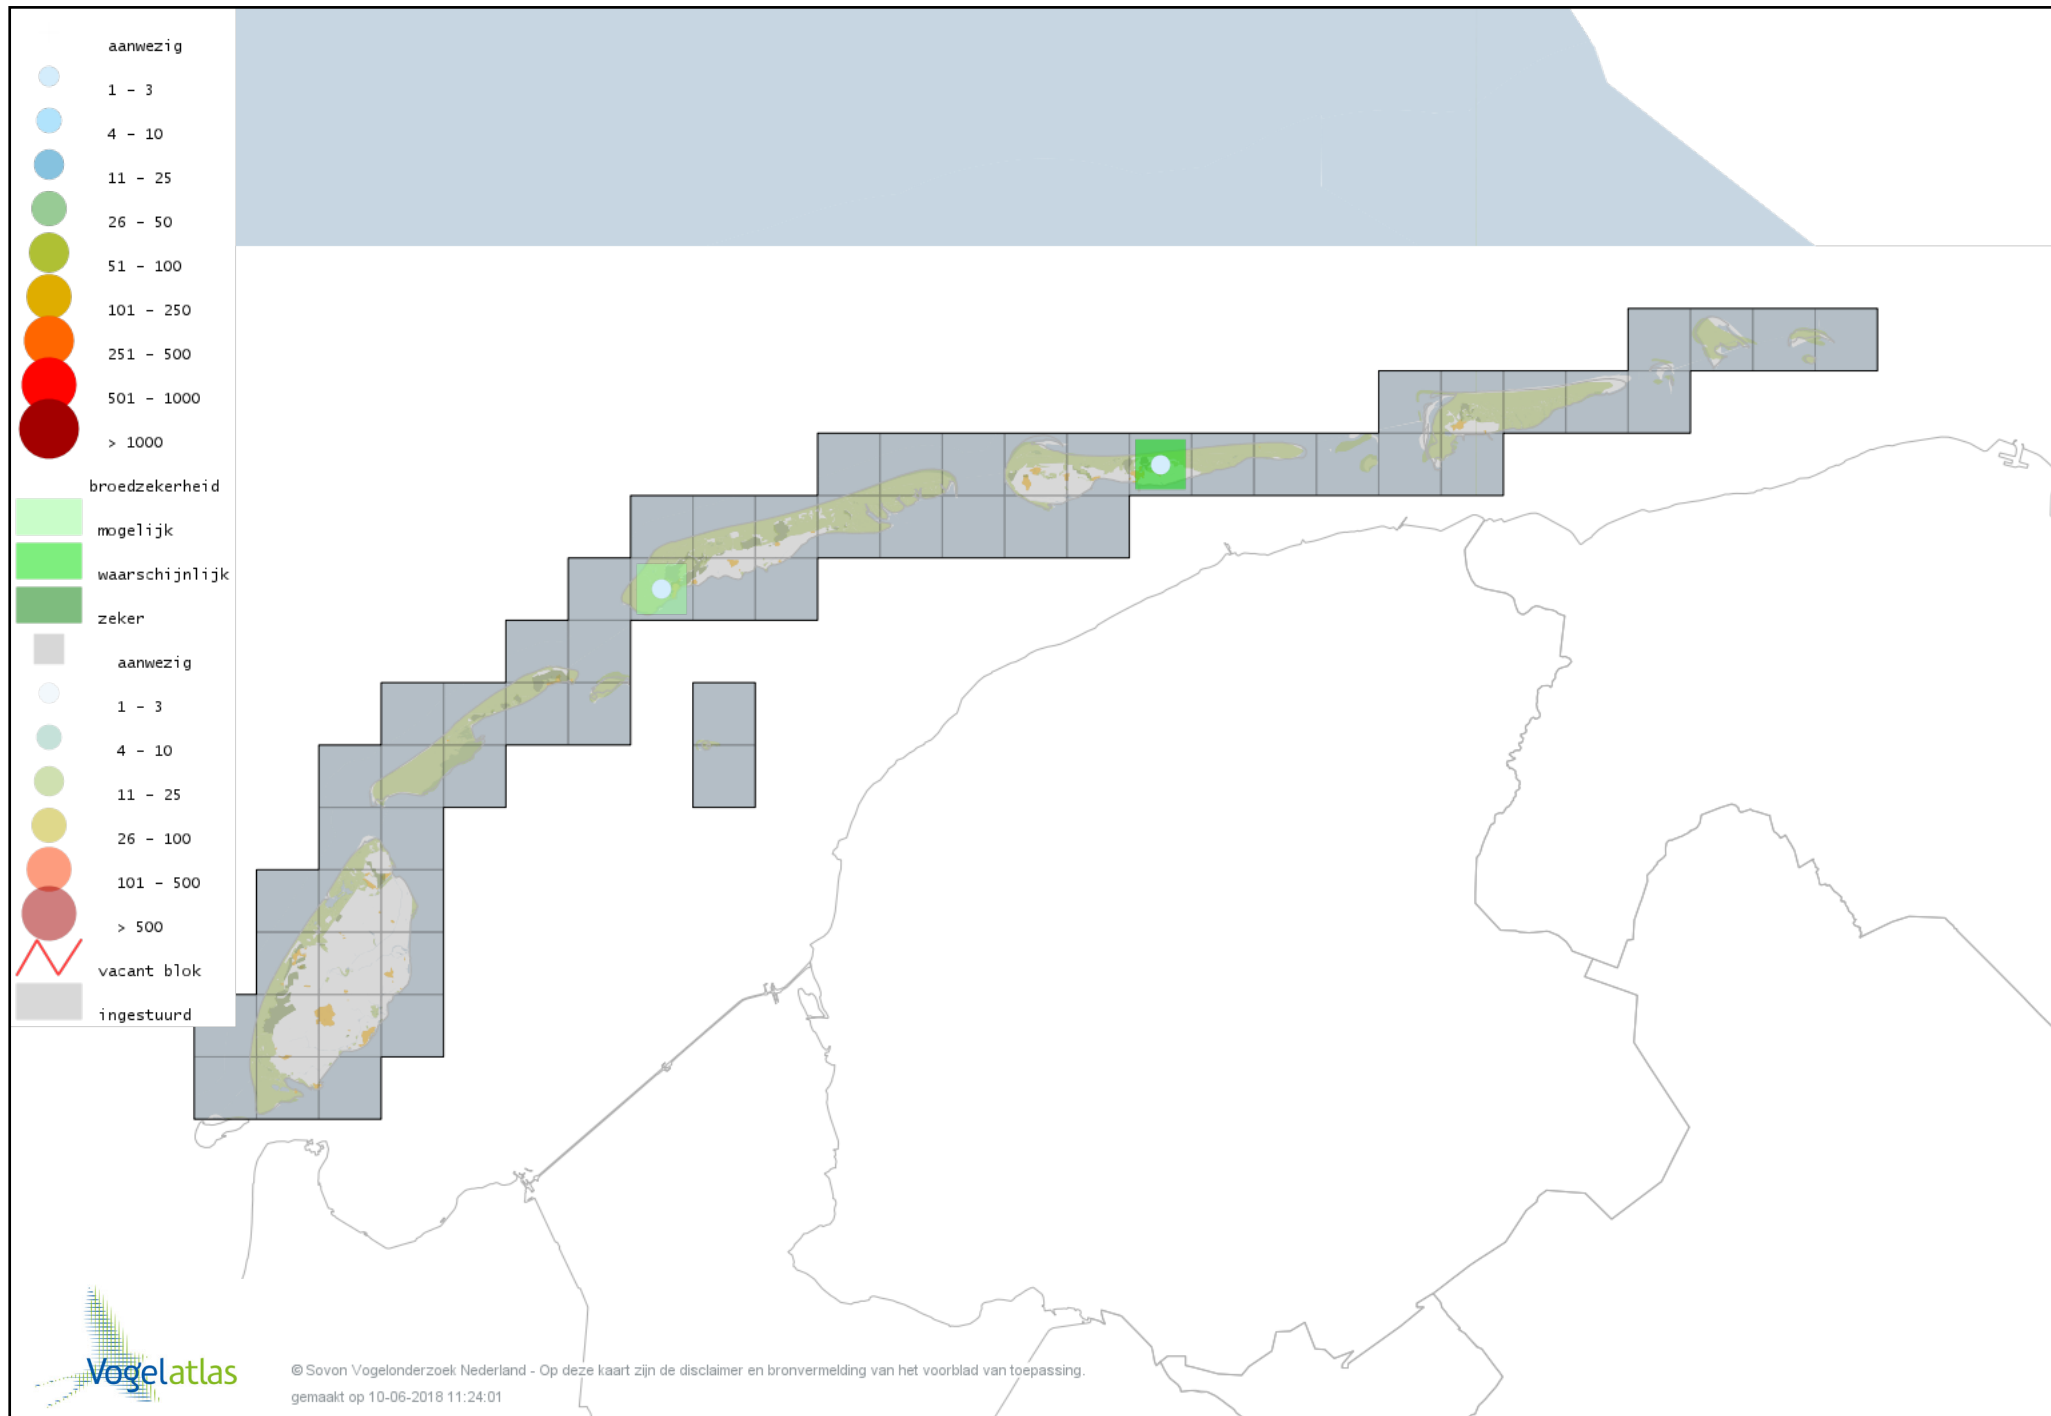 aanwezig
1 - 3
4 - 10
11 - 25
26 - 50
51 - 100
101 - 250
251 - 500
501 - 1000
> 1000
broedzekerheid
mogelijk
waarschijnlijk
zeker
aanwezig
1 - 3
4 - 10
11 - 25
26 - 100
101 - 500
> 500
vacant blok
ingestuurd
Vogelatlas
© Sovon Vogelonderzoek Nederland - Op deze kaart zijn de disclaimer en bronvermelding van het voorblad van toepassing.
gemaakt op 10-06-2018 11:24:01